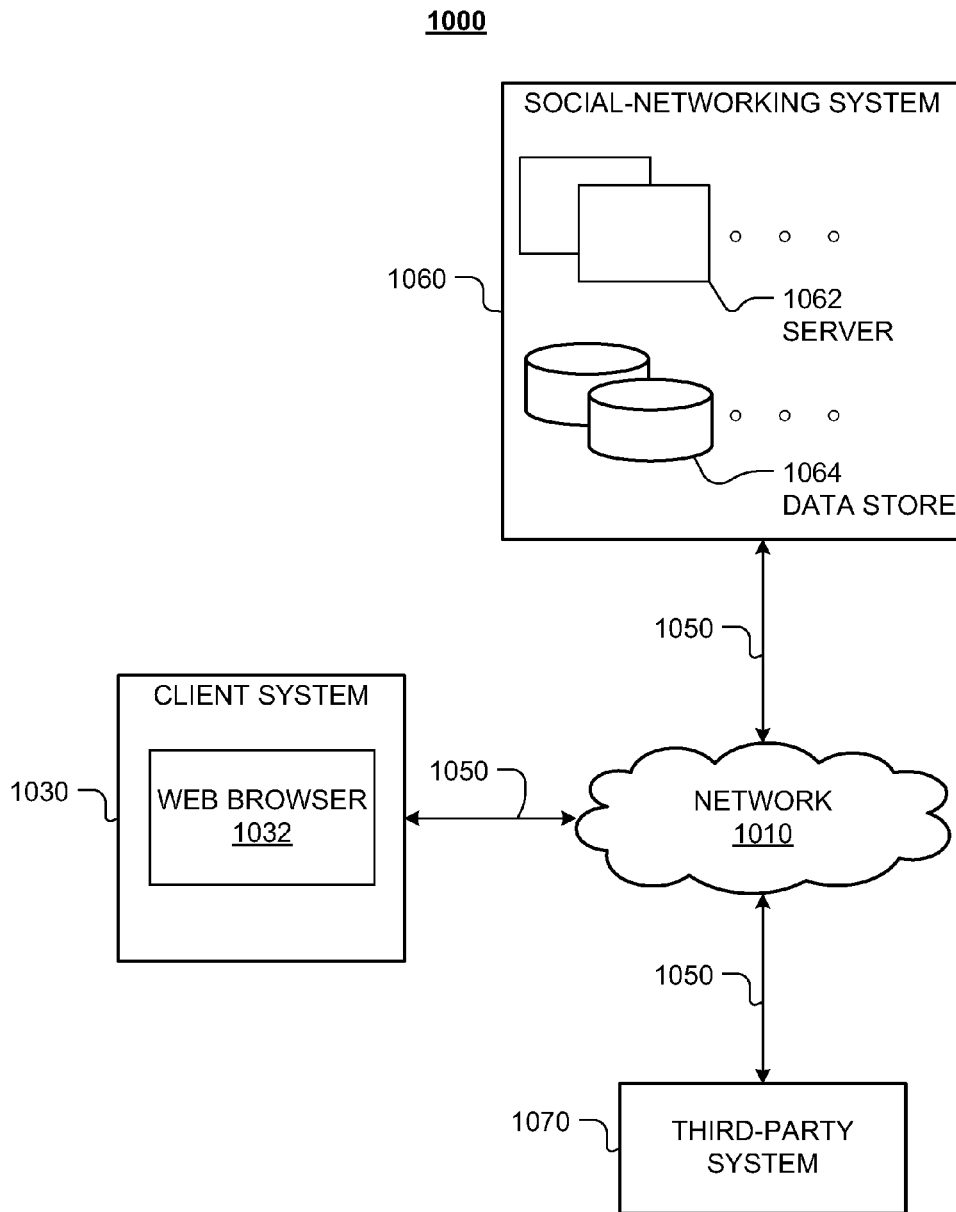 1000
SOCIAL-NETWORKING SYSTEM
1060
1062
SERVER
1064
DATA STORE
1050
CLIENT SYSTEM
1030
WEB BROWSER
1032
1050
NETWORK
1010
1050
1070
THIRD-PARTY
SYSTEM